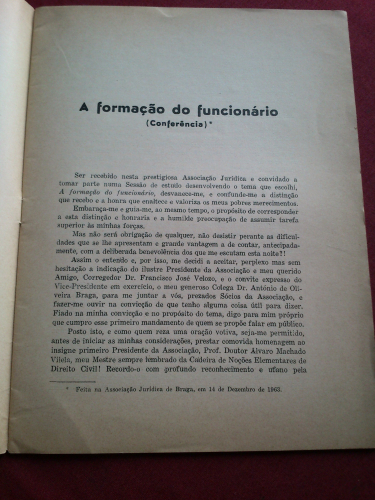 A formação do funcionário
(Conferência)*
Ser recebido nesta prestigiosa Associação Jurídica e convidado a
tomar parte numa Sessão de estudo desenvolvendo o tema que escolhi,
A formação do funcionário, desvanece-me, e confundo-me a distinção
que recebo e a honra que enaltece e valoriza os meus pobres merecimentos.
Embaraça-me e guia-me, ao mesmo tempo, o propósito de corresponder
a esta distinção e honraria e a humilde preocupação de assumir tarefa
superior às minhas forças.
Mas não será obrigação de qualquer, não desistir perante as dificul-
dades que se lhe apresentam e grande vantagem a de contar, antecipada-
mente, com a deliberada benevolência dos que me escutam esta noite?!
Assim o entendo e, por isso, me decidi a aceitar, perplexo mas sem
hesitação a indicação do ilustre Presidente da Associação e meu querido
Amigo, Corregedor Dr. Francisco José Veloso, e o convite expresso do
Vice-Presidente em exercício, o meu generoso Colega Dr. António de Oli-
veira Braga, para me juntar a vós, prestados Sócios da Associação, e
fazer-me ouvir na convicção de que tenho alguma coisa útil para dizer.
Fiado na minha convicção e no propósito, digo para mim próprio
que cumpro esse primeiro mandamento de quem se propõe falar em público.
Posto isto, e como quem reza uma oração votiva, seja-me permitido,
antes de iniciar as minhas considerações, prestar comovida homenagem ao
insigne primeiro Presidente da Associação, Prof. Doutor Álvaro Machado
Vilela, meu Mestre sempre lembrado da Cadeira de Noções Elementares de
Direito Civil! Recordo-o com profundo reconhecimento e ufano pela
* Feita na Associação Jurídica de Braga, em 14 de Dezembro de 1963.